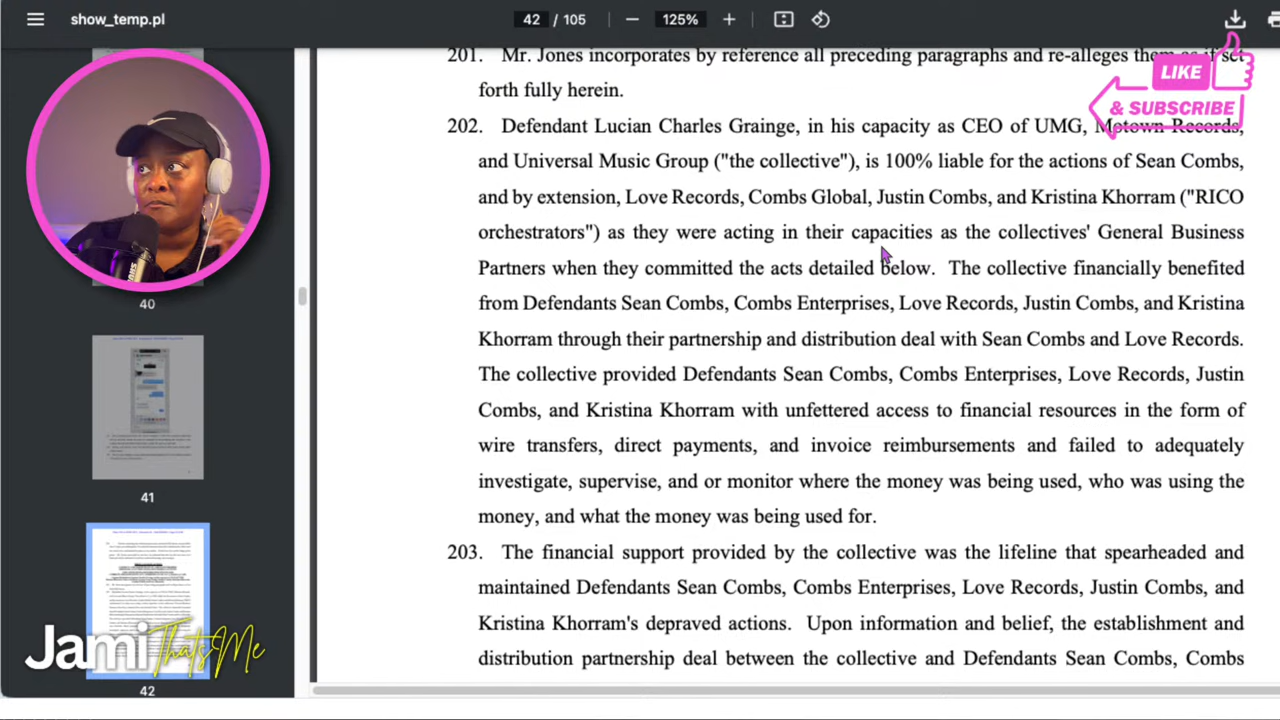 show_temp.pl
42 / 105
125%
201. Mr. Jones incorporates by reference all preceding paragraphs and re-alleges them as if set
forth fully herein.
LIKE
& SUBSCRIBE
202. Defendant Lucian Charles Grainge, in his capacity as CEO of UMG, Motown Records,
and Universal Music Group ("the collective"), is 100% liable for the actions of Sean Combs,
and by extension, Love Records, Combs Global, Justin Combs, and Kristina Khorram ("RICO
orchestrators") as they were acting in their capacities as the collectives' General Business
Partners when they committed the acts detailed below. The collective financially benefited
from Defendants Sean Combs, Combs Enterprises, Love Records, Justin Combs, and Kristina
Khorram through their partnership and distribution deal with Sean Combs and Love Records.
The collective provided Defendants Sean Combs, Combs Enterprises, Love Records, Justin
Combs, and Kristina Khorram with unfettered access to financial resources in the form of
wire transfers, direct payments, and invoice reimbursements and failed to adequately
investigate, supervise, and or monitor where the money was being used, who was using the
money, and what the money was being used for.
203. The financial support provided by the collective was the lifeline that spearheaded and
maintained Defendants Sean Combs, Combs Enterprises, Love Records, Justin Combs, and
Kristina Khorram's depraved actions. Upon information and belief, the establishment and
distribution partnership deal between the collective and Defendants Sean Combs, Combs
40
41
42
Jami That's Me